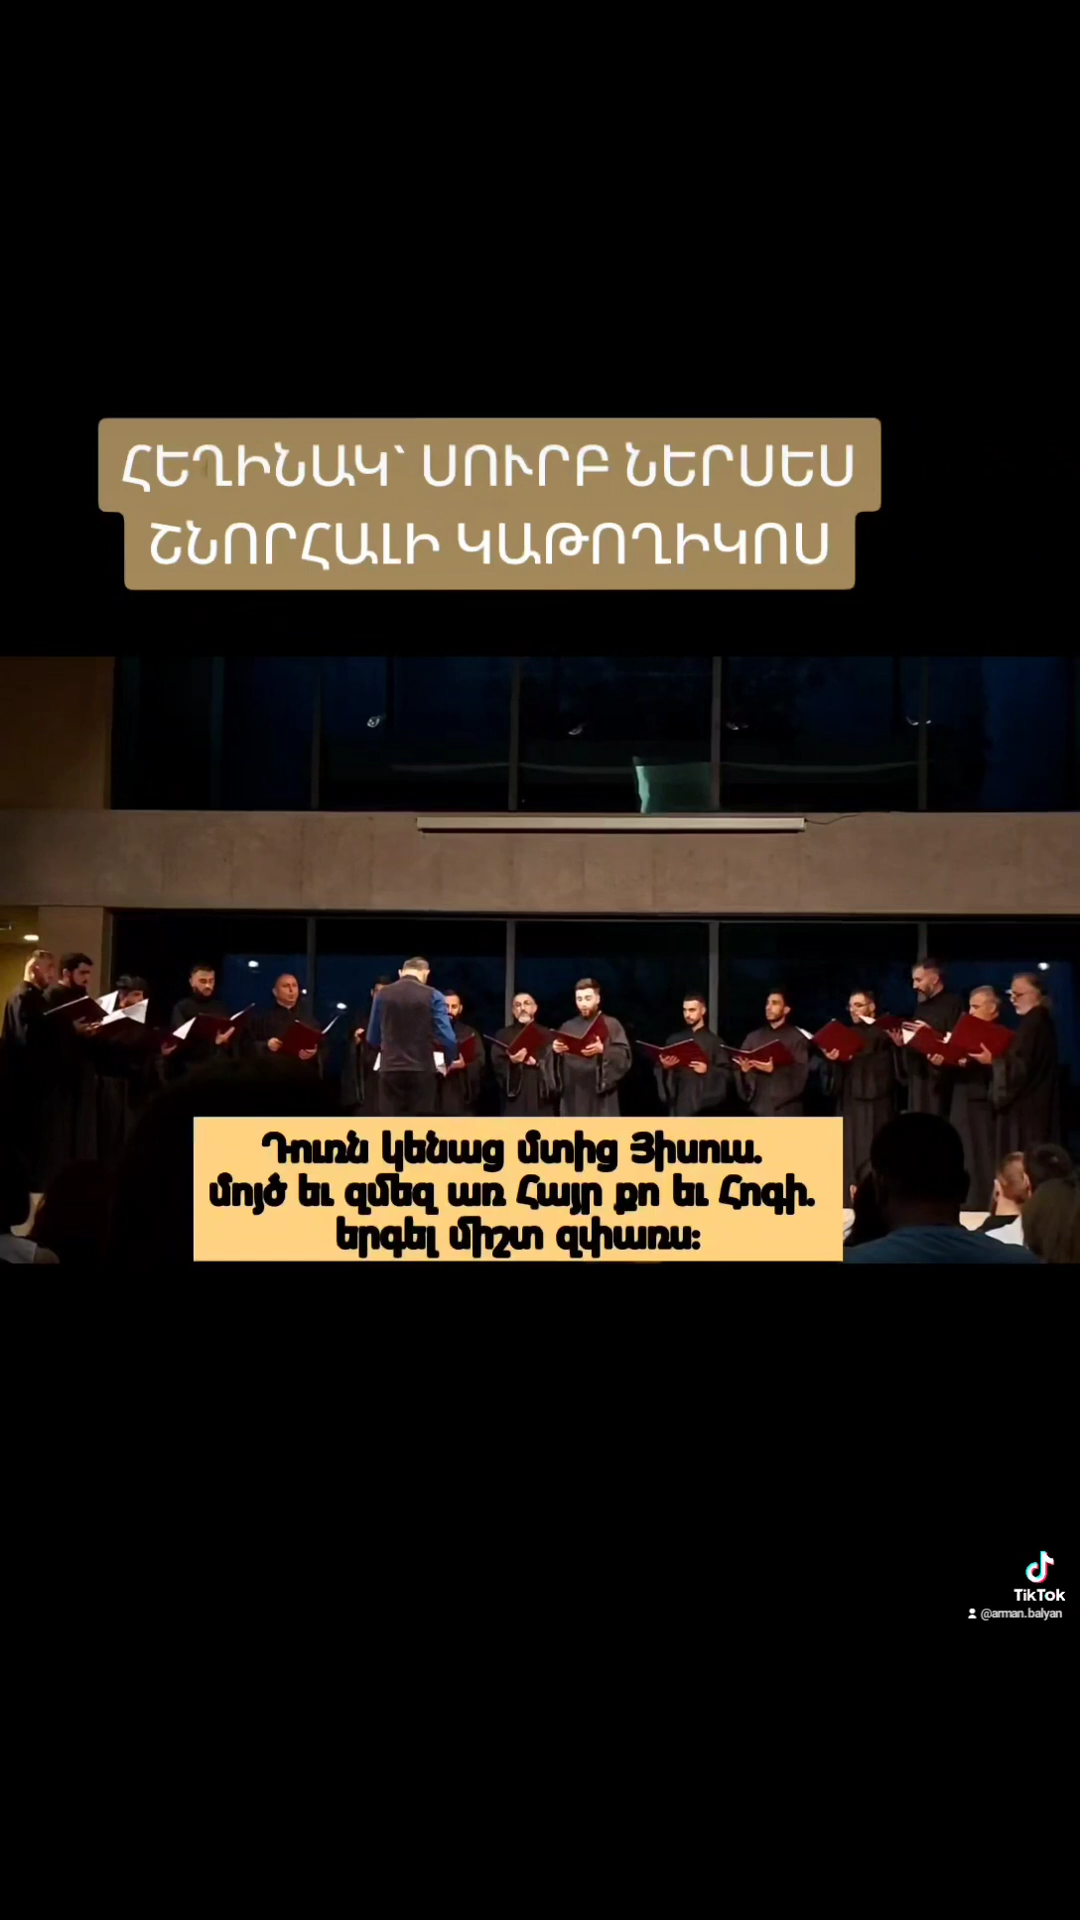 ՀԵՂԻՆԱԿ՝ ՍՈՒՐԲ ՆԵՐՍԵՍ
ՇՆՈՐՀԱԼԻ ԿԱԹՈՂԻԿՈՍ
Դուռն կենաց մտից Յիսուս.
մոյծ եւ զմեզ առ Հայր քո եւ Հոգի.
երգել միշտ զփառս։
TikTok
@arman.balyan